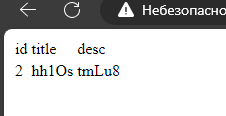 Небезопасно
id title desc
2 hh1Os tmLu8